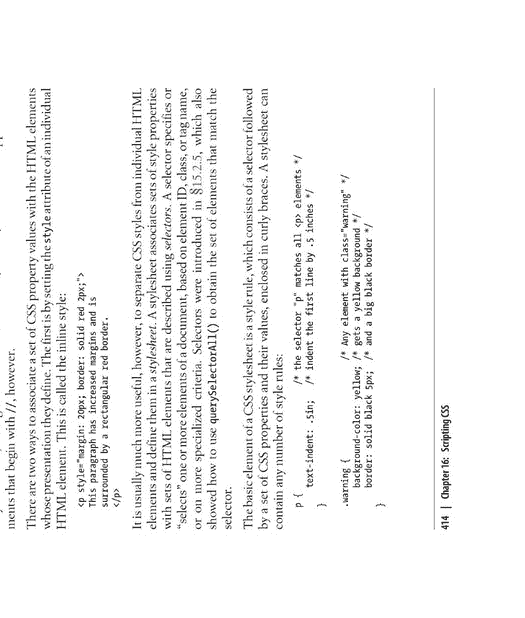 ments that begin with //, however.
There are two ways to associate a set of CSS property values with the HTML elements
whose presentation they define. The first is by setting the style attribute of an individual
HTML element. This is called the inline style:
<p style="margin: 20px; border: solid red 2px;">
This paragraph has increased margins and is
surrounded by a rectangular red border.
</p>
It is usually much more useful, however, to separate CSS styles from individual HTML
elements and define them in a stylesheet. A stylesheet associates sets of style properties
with sets of HTML elements that are described using selectors. A selector specifies or
“selects” one or more elements of a document, based on element ID, class, or tag name,
or on more specialized criteria. Selectors were introduced in §15.2.5, which also
showed how to use querySelectorAll() to obtain the set of elements that match the
selector.
The basic element of a CSS stylesheet is a style rule, which consists of a selector followed
by a set of CSS properties and their values, enclosed in curly braces. A stylesheet can
contain any number of style rules:
p { /* the selector "p" matches all <p> elements */
text-indent: .5in; /* indent the first line by .5 inches */
}
.warning { /* Any element with class="warning" */
background-color: yellow; /* gets a yellow background */
border: solid black 5px; /* and a big black border */
}
414 | Chapter 16: Scripting CSS